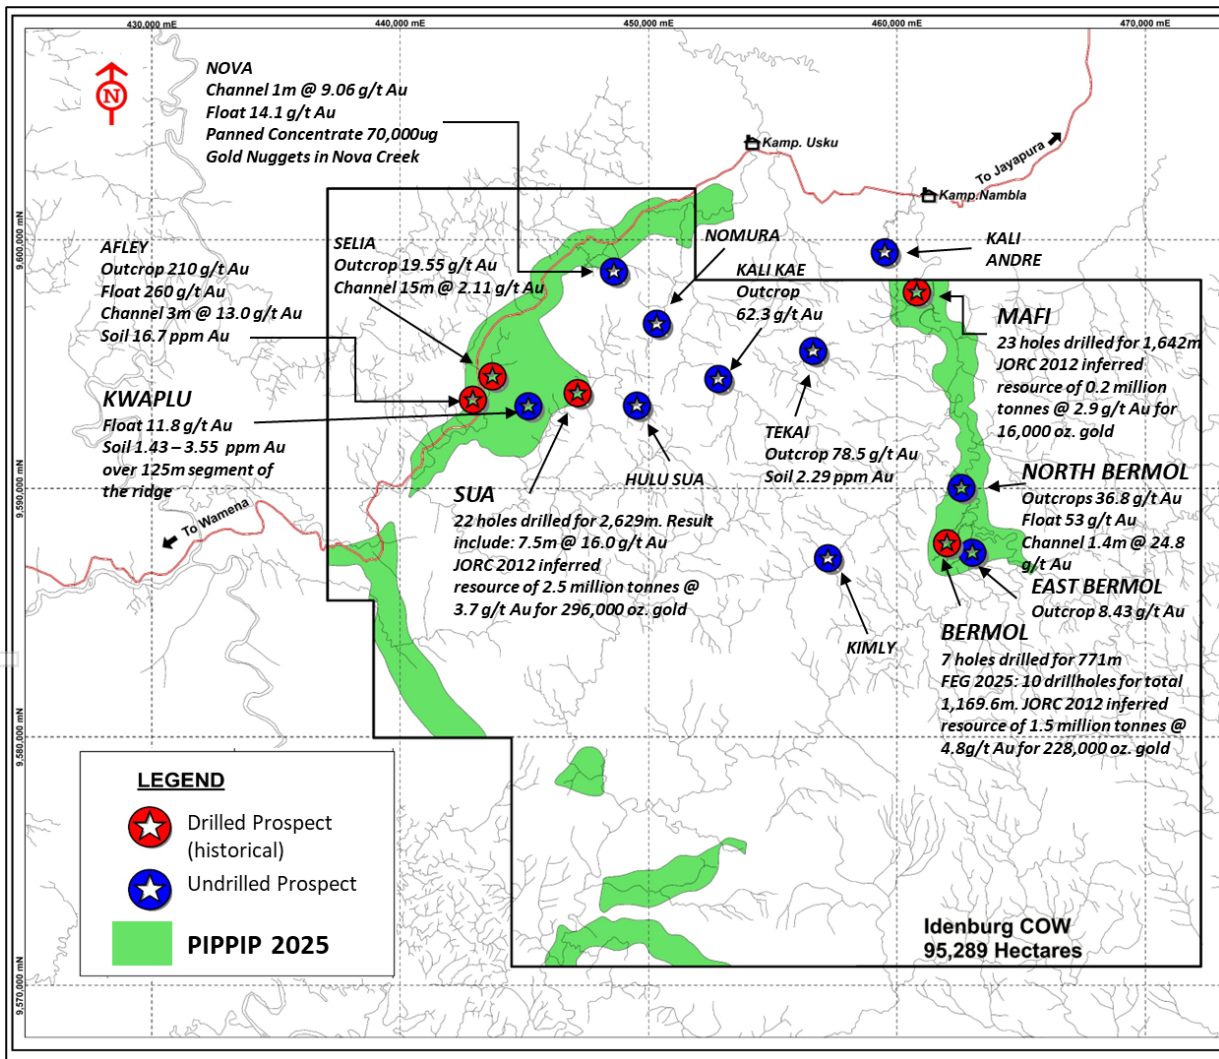 430,000 mE
440,000 mE
450,000 mE
460,000 mE
470,000 mE
9,600,000 mN
9,590,000 mN
9,580,000 mN
9,570,000 mN
N
NOVA
Channel 1m @ 9.06 g/t Au
Float 14.1 g/t Au
Panned Concentrate 70,000ug
Gold Nuggets in Nova Creek
Kamp. Usku
To Jayapura
Kamp.Nambla
AFLEY
Outcrop 210 g/t Au
Float 260 g/t Au
Channel 3m @ 13.0 g/t Au
Soil 16.7 ppm Au
SELIA
Outcrop 19.55 g/t Au
Channel 15m @ 2.11 g/t Au
NOMURA
KALI KAE
Outcrop
62.3 g/t Au
KALI
ANDRE
MAFI
23 holes drilled for 1,642m
JORC 2012 inferred
resource of 0.2 million
tonnes @ 2.9 g/t Au for
16,000 oz. gold
KWAPLU
Float 11.8 g/t Au
Soil 1.43 – 3.55 ppm Au
over 125m segment of
the ridge
TEKAI
Outcrop 78.5 g/t Au
Soil 2.29 ppm Au
HULU SUA
NORTH BERMOL
Outcrops 36.8 g/t Au
Float 53 g/t Au
Channel 1.4m @ 24.8
g/t Au
SUA
22 holes drilled for 2,629m. Result
include: 7.5m @ 16.0 g/t Au
JORC 2012 inferred
resource of 2.5 million tonnes @
3.7 g/t Au for 296,000 oz. gold
To Wamena
EAST BERMOL
Outcrop 8.43 g/t Au
KIMLY
BERMOL
7 holes drilled for 771m
FEG 2025: 10 drillholes for total
1,169.6m. JORC 2012 inferred
resource of 1.5 million tonnes @
4.8g/t Au for 228,000 oz. gold
LEGEND
Drilled Prospect
(historical)
Undrilled Prospect
PIPPIP 2025
Idenburg COW
95,289 Hectares